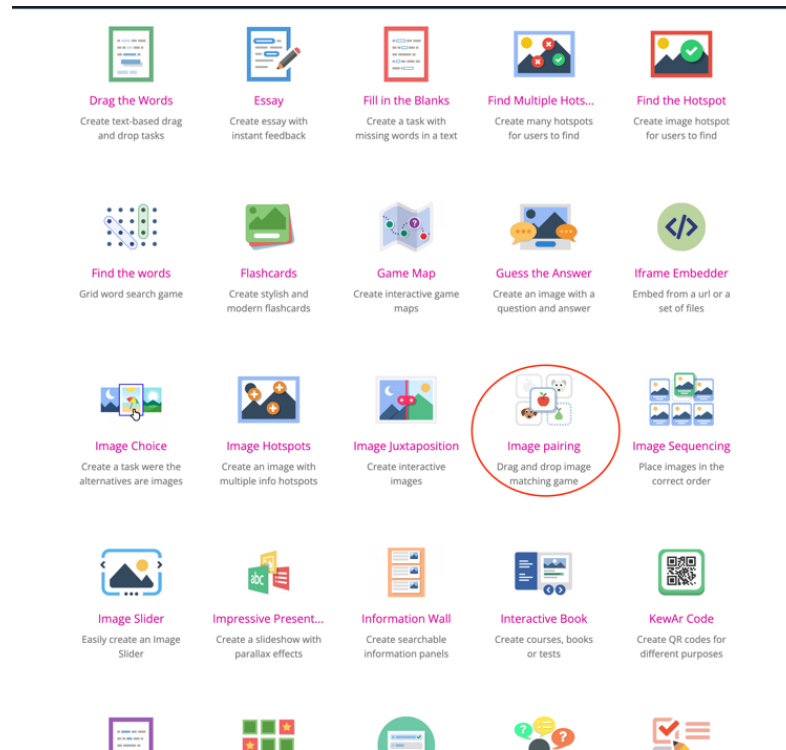 Drag the Words
Create text-based drag
and drop tasks
Essay
Create essay with
instant feedback
Fill in the Blanks
Create a task with
missing words in a text
Find Multiple Hots...
Create many hotspots
for users to find
Find the Hotspot
Create image hotspot
for users to find
Find the words
Grid word search game
Flashcards
Create stylish and
modern flashcards
Game Map
Create interactive game
maps
Guess the Answer
Create an image with a
question and answer
Iframe Embedder
Embed from a url or a
set of files
Image Choice
Create a task were the
alternatives are images
Image Hotspots
Create an image with
multiple info hotspots
Image Juxtaposition
Create interactive
images
Image pairing
Drag and drop image
matching game
Image Sequencing
Place images in the
correct order
Image Slider
Easily create an Image
Slider
abc
Impressive Present...
Create a slideshow with
parallax effects
Information Wall
Create searchable
information panels
Interactive Book
Create courses, books
or tests
KewAr Code
Create QR codes for
different purposes